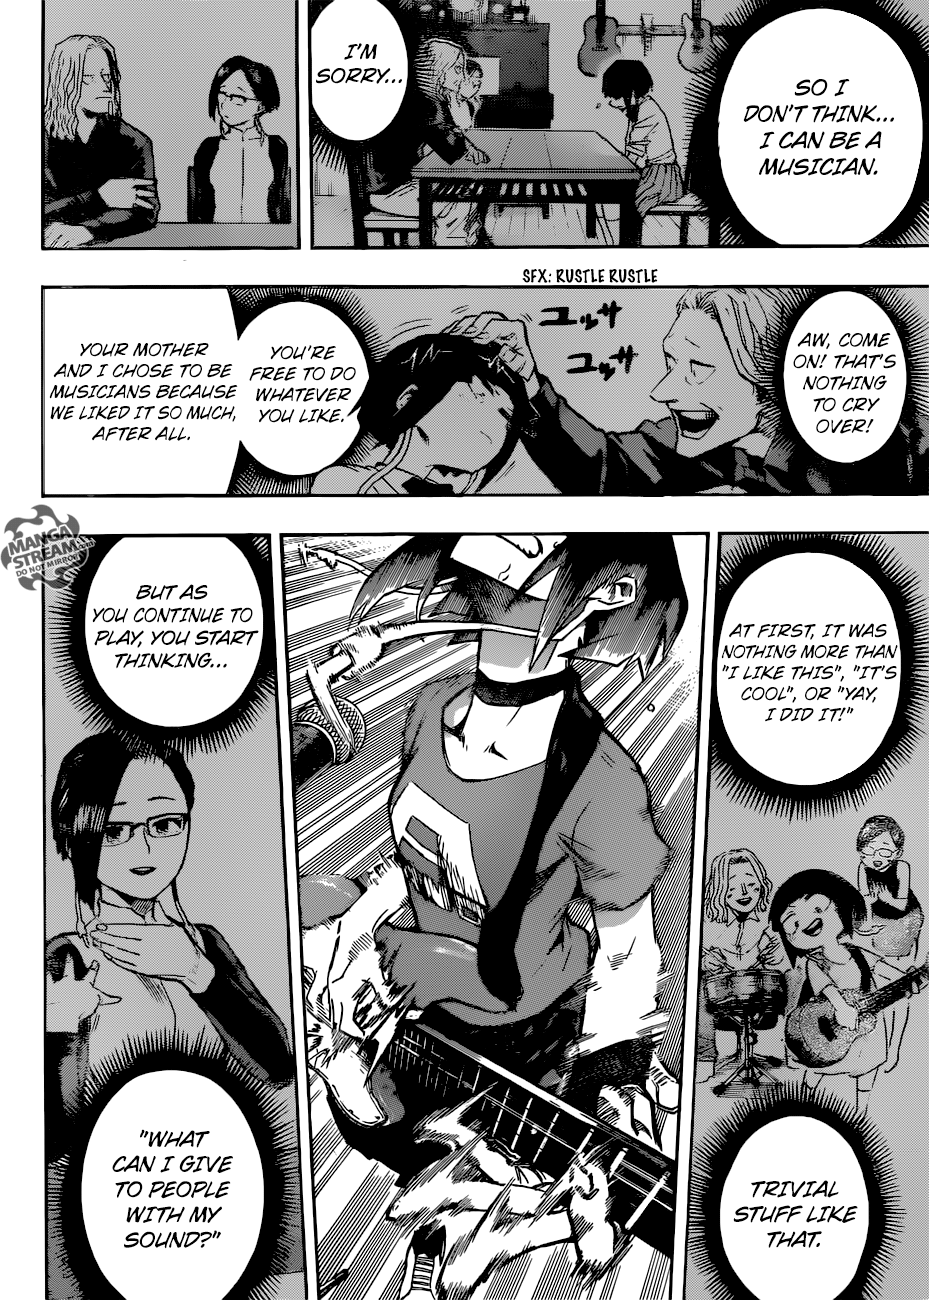 SO I
DON'T THINK...
I CAN BE A
MUSICIAN.
I'M
SORRY...
SFX: RUSTLE RUSTLE
AW, COME
ON! THAT'S
NOTHING
TO CRY
OVER!
ユッサ
ユッサ
YOU'RE
FREE TO DO
WHATEVER
YOU LIKE.
YOUR MOTHER
AND I CHOSE TO BE
MUSICIANS BECAUSE
WE LIKED IT SO MUCH,
AFTER ALL.
AT FIRST, IT WAS
NOTHING MORE THAN
"I LIKE THIS", "IT'S
COOL", OR "YAY,
I DID IT!"
TRIVIAL
STUFF LIKE
THAT.
MANGA
STREAM.com
DO NOT MIRROR
BUT AS
YOU CONTINUE TO
PLAY, YOU START
THINKING...
"WHAT
CAN I GIVE
TO PEOPLE
WITH MY
SOUND?"